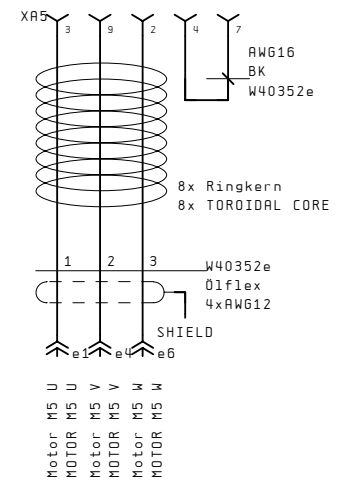 XA5
3 9 2 4 7
AWG16
BK
W40352e
8x Ringkern
8x TOROIDAL CORE
1 2 3
W40352e
Ölflex
4xAWG12
SHIELD
e1 e4 e6
Motor M5 U
MOTOR M5 U
Motor M5 V
MOTOR M5 V
Motor M5 W
MOTOR M5 W